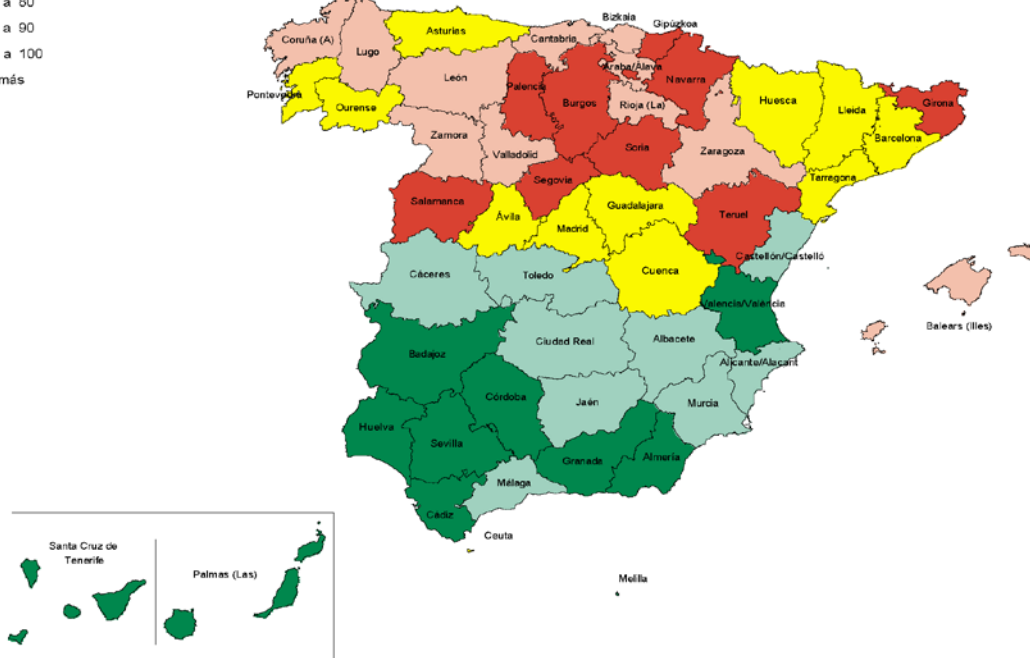 a 60
a 90
a 100
más
Coruña (A)
Lugo
Asturias
Cantabria
Bizkaia
Gipúzkoa
Araba/Álava
Navarra
León
Palencia
Burgos
Rioja (La)
Huesca
Lleida
Girona
Barcelona
Pontevedra
Ourense
Zamora
Valladolid
Soria
Zaragoza
Tarragona
Segovia
Salamanca
Ávila
Madrid
Guadalajara
Teruel
Cáceres
Toledo
Cuenca
Castellón/Castelló
Valencia/València
Balears (Illes)
Badajoz
Ciudad Real
Albacete
Alicante/Alacant
Córdoba
Jaén
Murcia
Huelva
Sevilla
Granada
Almería
Málaga
Cádiz
Ceuta
Melilla
Santa Cruz de
Tenerife
Palmas (Las)